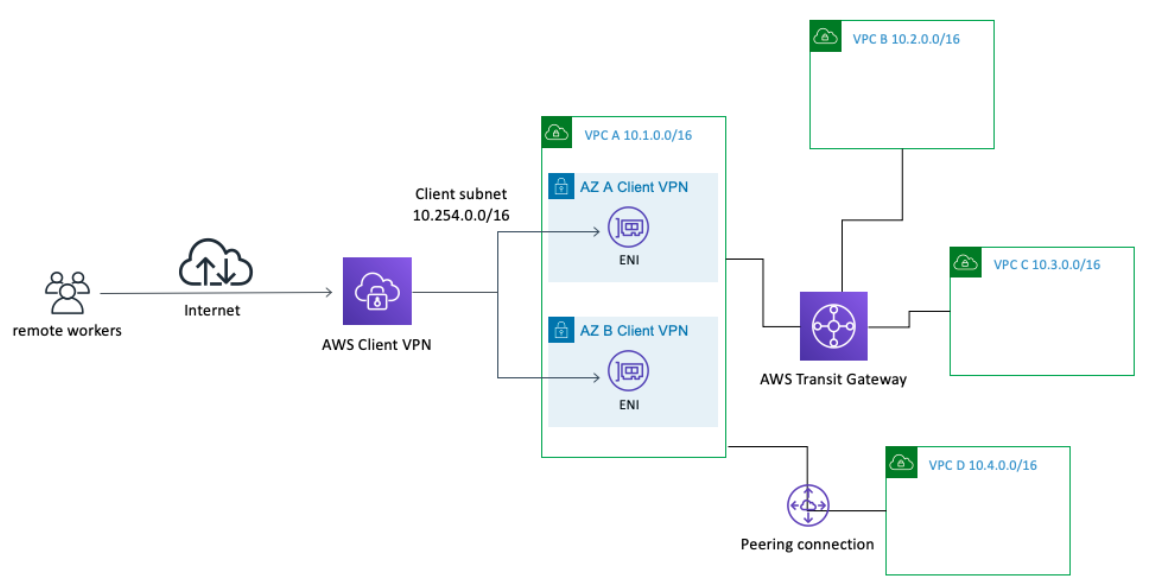 VPC B 10.2.0.0/16
VPC A 10.1.0.0/16
Client subnet
10.254.0.0/16
AZ A Client VPN
ENI
VPC C 10.3.0.0/16
Internet
remote workers
AWS Client VPN
AZ B Client VPN
ENI
AWS Transit Gateway
VPC D 10.4.0.0/16
Peering connection